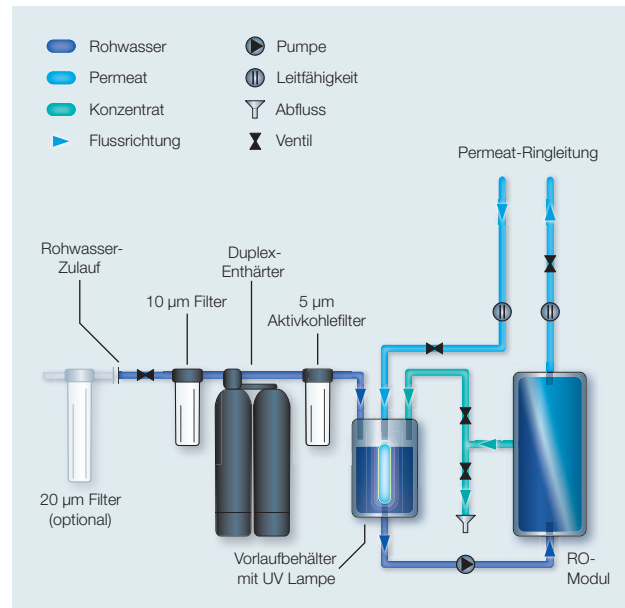 Rohwasser
Permeat
Konzentrat
Flussrichtung
Pumpe
Leitfähigkeit
Abfluss
Ventil
Permeat-Ringleitung
Rohwasser-
Zulauf
10 µm Filter
Duplex-
Enthärter
5 µm
Aktivkohlefilter
20 µm Filter
(optional)
Vorlaufbehälter
mit UV Lampe
RO-
Modul